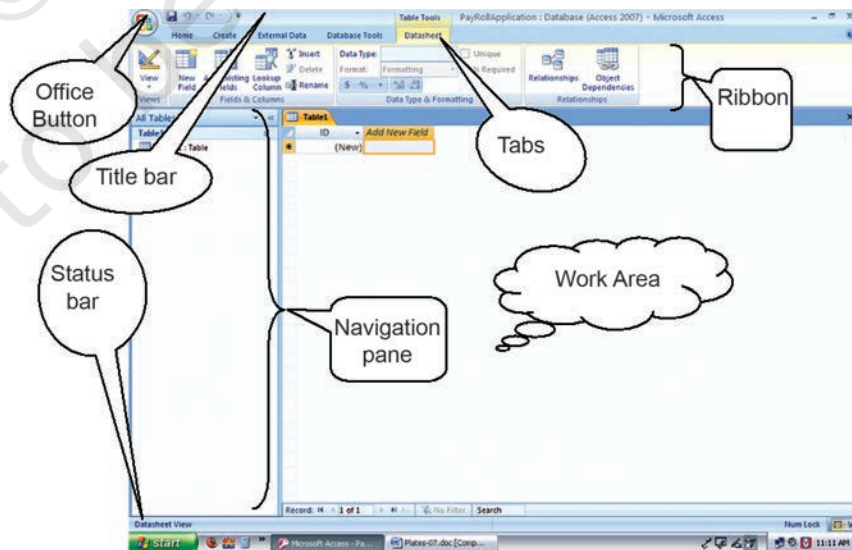 Table Tools PayRollApplication : Database (Access 2007) - Microsoft Access
Home Create External Data Database Tools Datasheet
View
Views
New Field
Existing Fields
Lookup Column
Insert
Delete
Rename
Fields & Columns
Data Type:
Format: Formatting
Unique
Is Required
$ %
Data Type & Formatting
Relationships
Object Dependencies
Relationships
Office
Button
Ribbon
Tabs
Title bar
All Tables
Table1
: Table
Table1
ID Add New Field
(New)
Work Area
Status
bar
Navigation
pane
Record: 1 of 1 No Filter Search
Datasheet View
Num Lock
start
Microsoft Access - Pa...
Plates-07.doc [Comp...
11:11 AM
to be